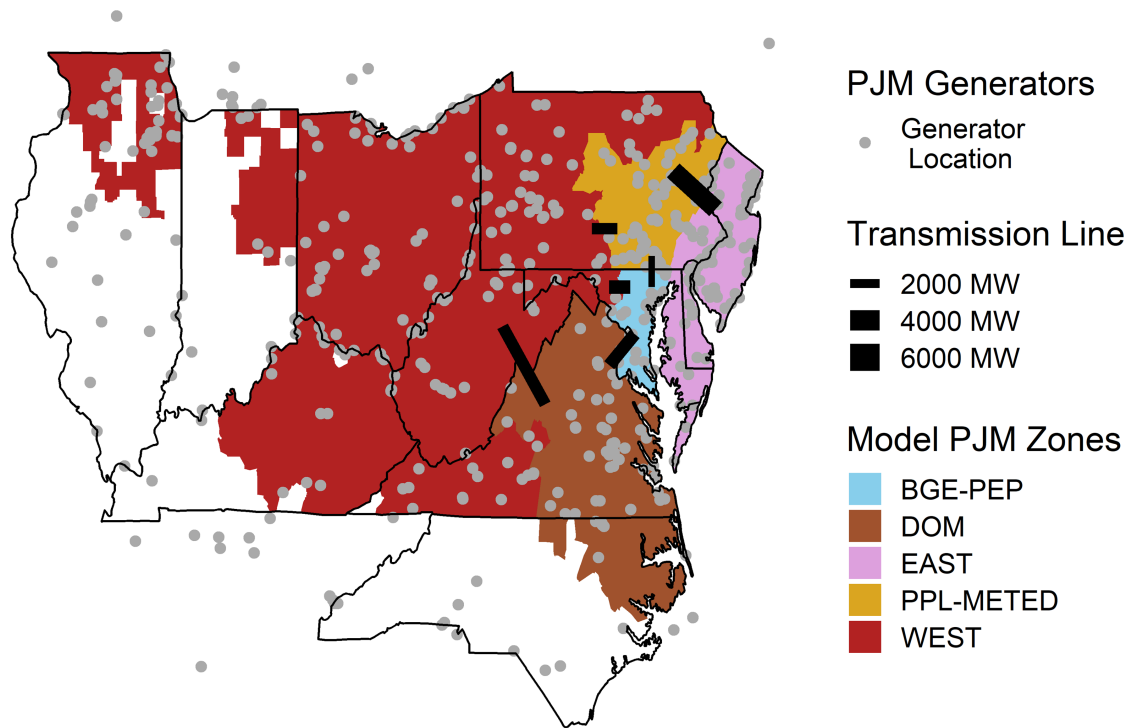 PJM Generators
Generator
Location
Transmission Line
2000 MW
4000 MW
6000 MW
Model PJM Zones
BGE-PEP
DOM
EAST
PPL-METED
WEST